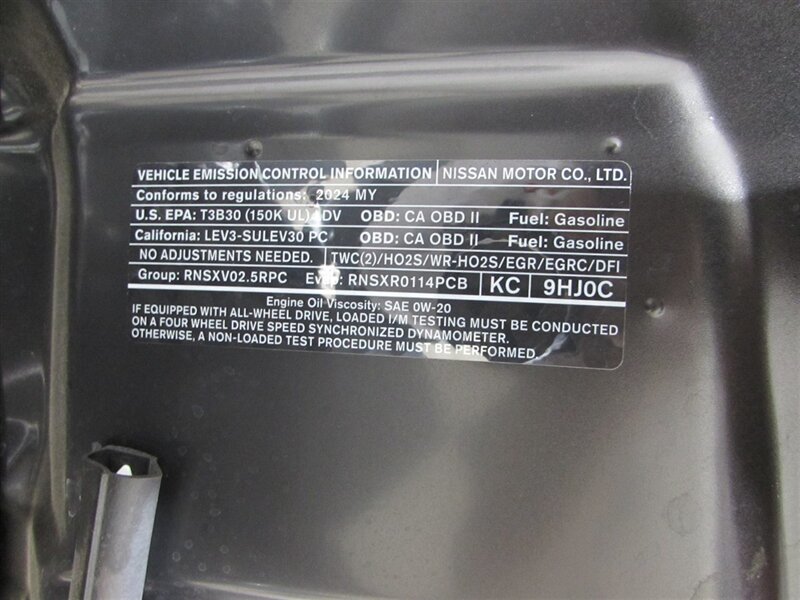 VEHICLE EMISSION CONTROL INFORMATION NISSAN MOTOR CO., LTD.
Conforms to regulations: 2024 MY
U.S. EPA: T3B30 (150K UL) LDV OBD: CA OBD II Fuel: Gasoline
California: LEV3-SULEV30 PC OBD: CA OBD II Fuel: Gasoline
NO ADJUSTMENTS NEEDED. TWC(2)/HO2S/WR-HO2S/EGR/EGRC/DFI
Group: RNSXV02.5RPC Evap: RNSXR0114PCB KC 9HJ0C
Engine Oil Viscosity: SAE 0W-20
IF EQUIPPED WITH ALL-WHEEL DRIVE, LOADED I/M TESTING MUST BE CONDUCTED
ON A FOUR WHEEL DRIVE SPEED SYNCHRONIZED DYNAMOMETER.
OTHERWISE, A NON-LOADED TEST PROCEDURE MUST BE PERFORMED.